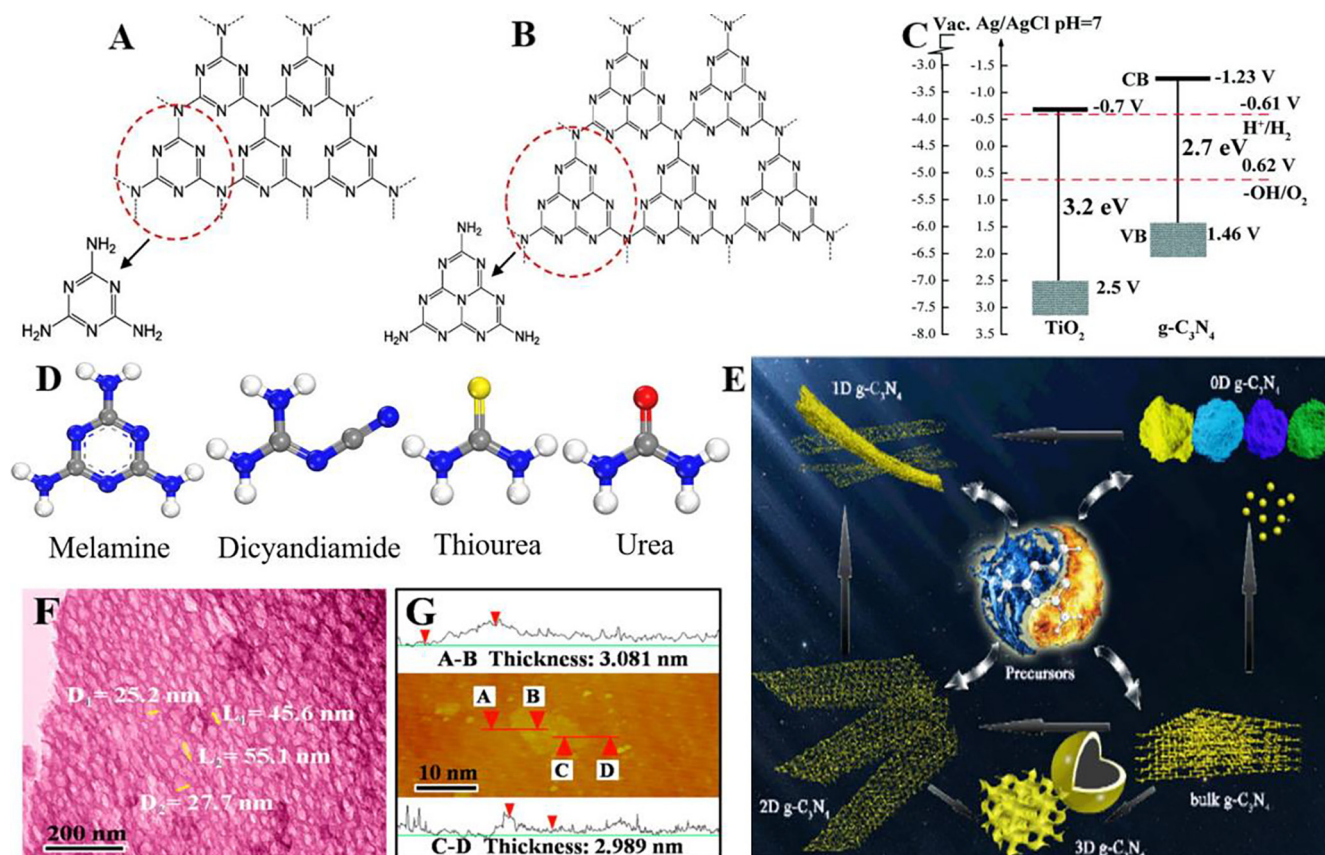 A
B
C
Vac. Ag/AgCl pH=7
-3.0
-3.5
-4.0
-4.5
-5.0
-5.5
-6.0
-6.5
-7.0
-7.5
-8.0
-1.5
-1.0
-0.5
0.0
0.5
1.0
1.5
2.0
2.5
3.0
3.5
CB
-1.23 V
-0.7 V
-0.61 V
H⁺/H₂
2.7 eV
0.62 V
-OH/O₂
3.2 eV
VB
1.46 V
2.5 V
TiO₂
g-C₃N₄
NH₂
H₂N
NH₂
NH₂
H₂N
NH₂
D
Melamine
Dicyandiamide
Thiourea
Urea
E
1D g-C₃N₄
0D g-C₃N₄
Precursors
2D g-C₃N₄
3D g-C₃N₄
bulk g-C₃N₄
F
D₁= 25.2 nm
L₁= 45.6 nm
L₂= 55.1 nm
D₂= 27.7 nm
200 nm
G
A-B Thickness: 3.081 nm
A
B
C
D
10 nm
C-D Thickness: 2.989 nm